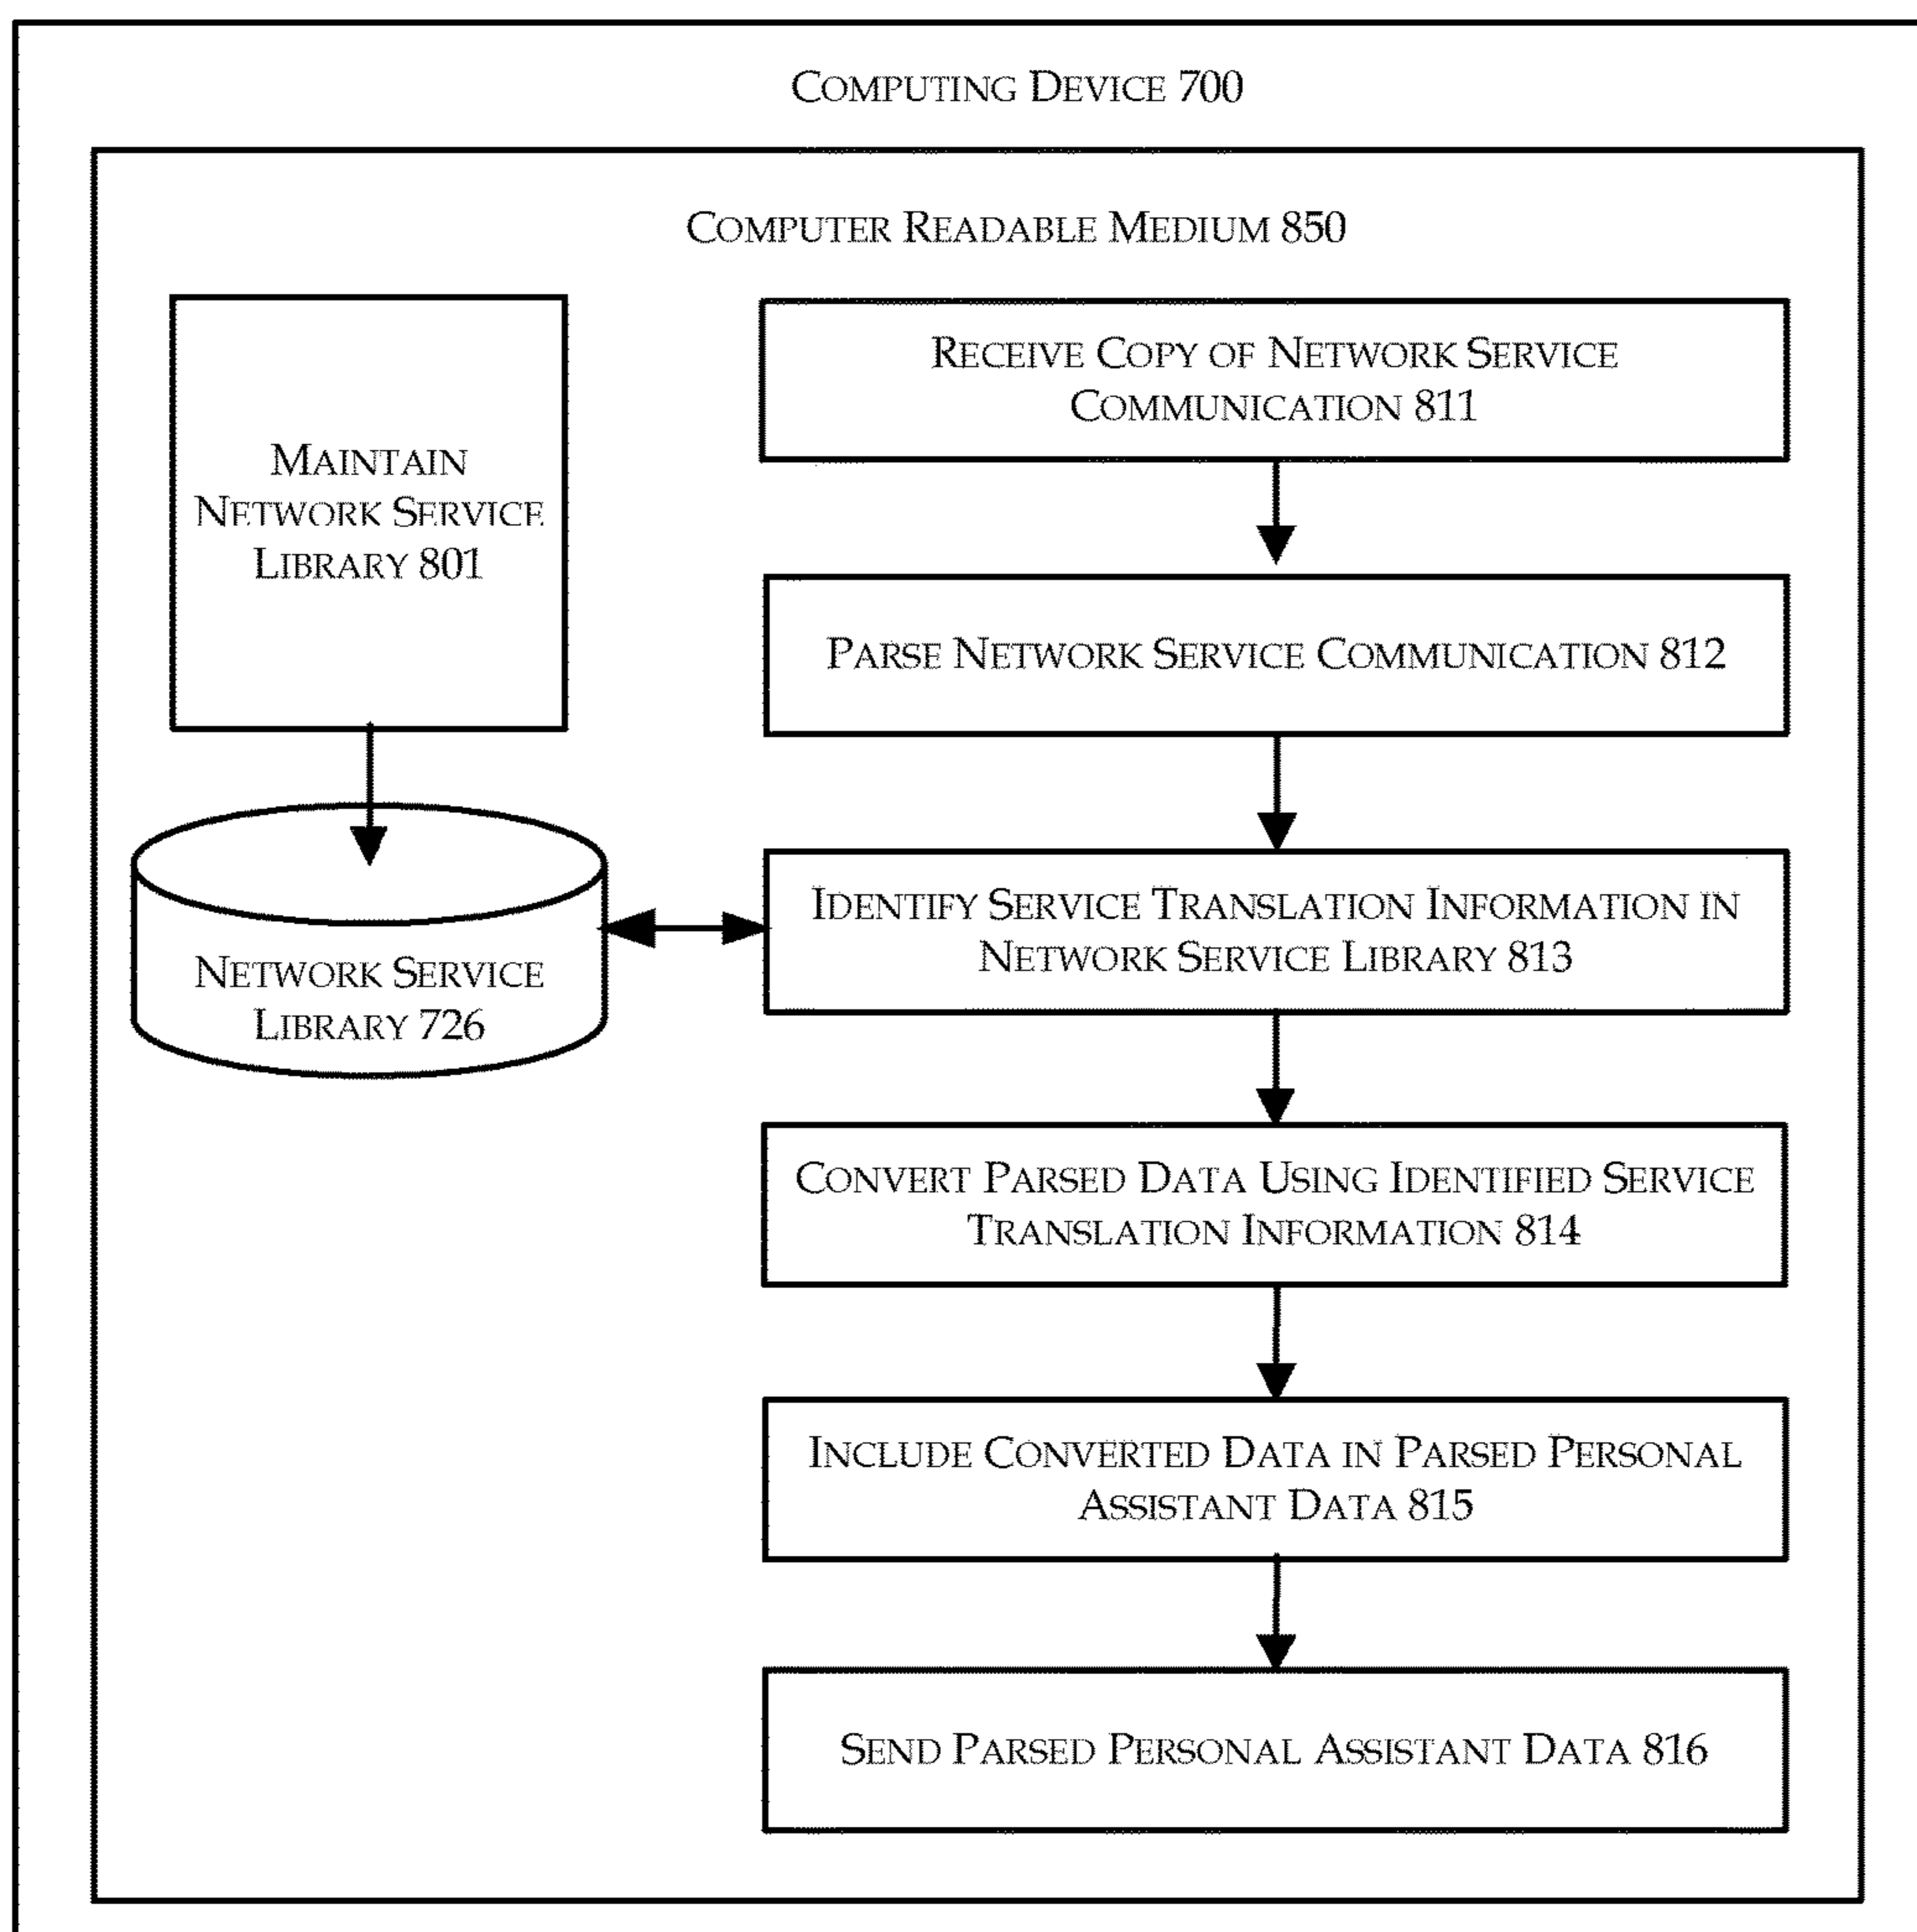 COMPUTING DEVICE 700
COMPUTER READABLE MEDIUM 850
MAINTAIN
NETWORK SERVICE
LIBRARY 801
NETWORK SERVICE
LIBRARY 726
RECEIVE COPY OF NETWORK SERVICE
COMMUNICATION 811
PARSE NETWORK SERVICE COMMUNICATION 812
IDENTIFY SERVICE TRANSLATION INFORMATION IN
NETWORK SERVICE LIBRARY 813
CONVERT PARSED DATA USING IDENTIFIED SERVICE
TRANSLATION INFORMATION 814
INCLUDE CONVERTED DATA IN PARSED PERSONAL
ASSISTANT DATA 815
SEND PARSED PERSONAL ASSISTANT DATA 816